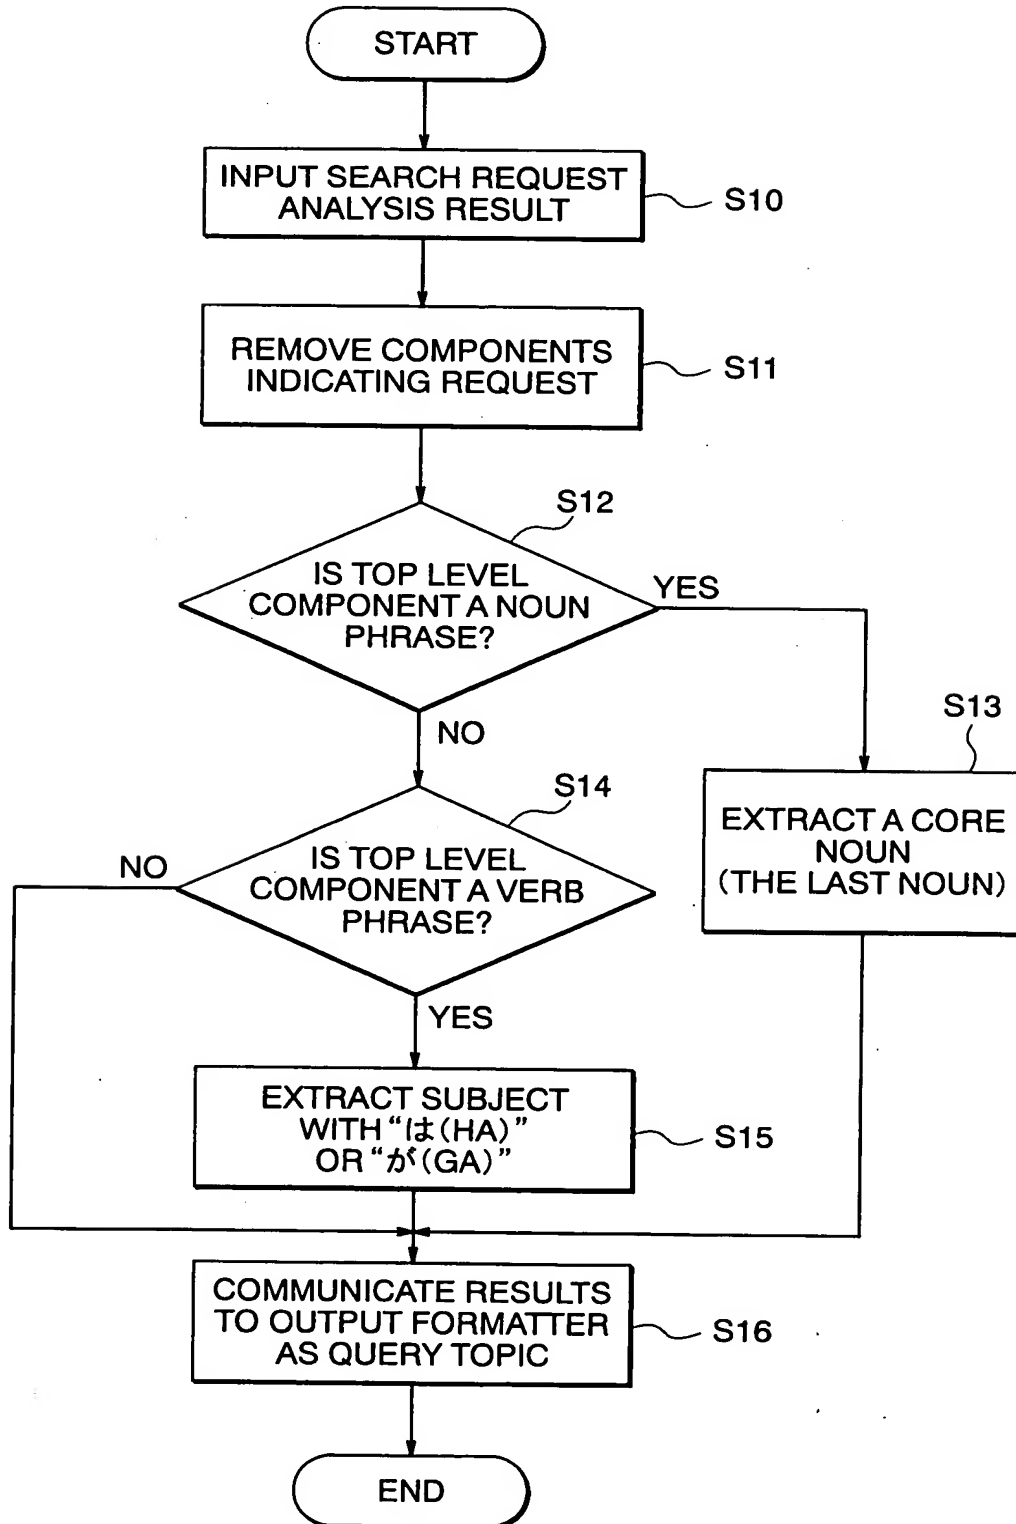 START
INPUT SEARCH REQUEST
ANALYSIS RESULT
S10
REMOVE COMPONENTS
INDICATING REQUEST
S11
S12
IS TOP LEVEL
COMPONENT A NOUN
PHRASE?
YES
NO
S13
EXTRACT A CORE
NOUN
(THE LAST NOUN)
S14
IS TOP LEVEL
COMPONENT A VERB
PHRASE?
NO
YES
EXTRACT SUBJECT
WITH “は(HA)”
OR “が(GA)”
S15
COMMUNICATE RESULTS
TO OUTPUT FORMATTER
AS QUERY TOPIC
S16
END